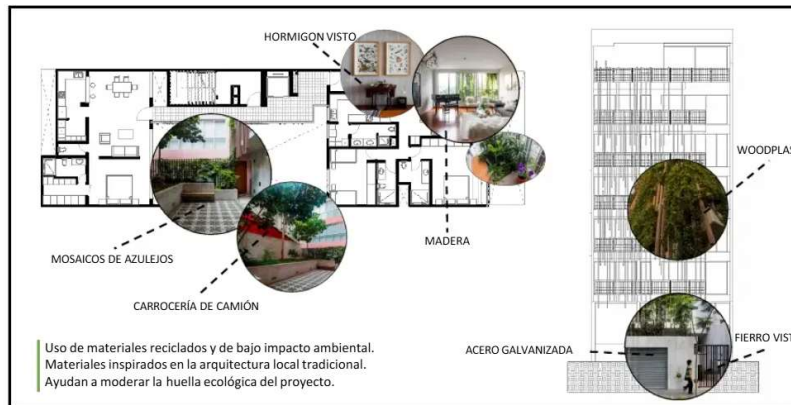 HORMIGON VISTO
WOODPLAS
MADERA
MOSAICOS DE AZULEJOS
CARROCERÍA DE CAMIÓN
Uso de materiales reciclados y de bajo impacto ambiental.
Materiales inspirados en la arquitectura local tradicional.
Ayudan a moderar la huella ecológica del proyecto.
ACERO GALVANIZADA
FIERRO VIST